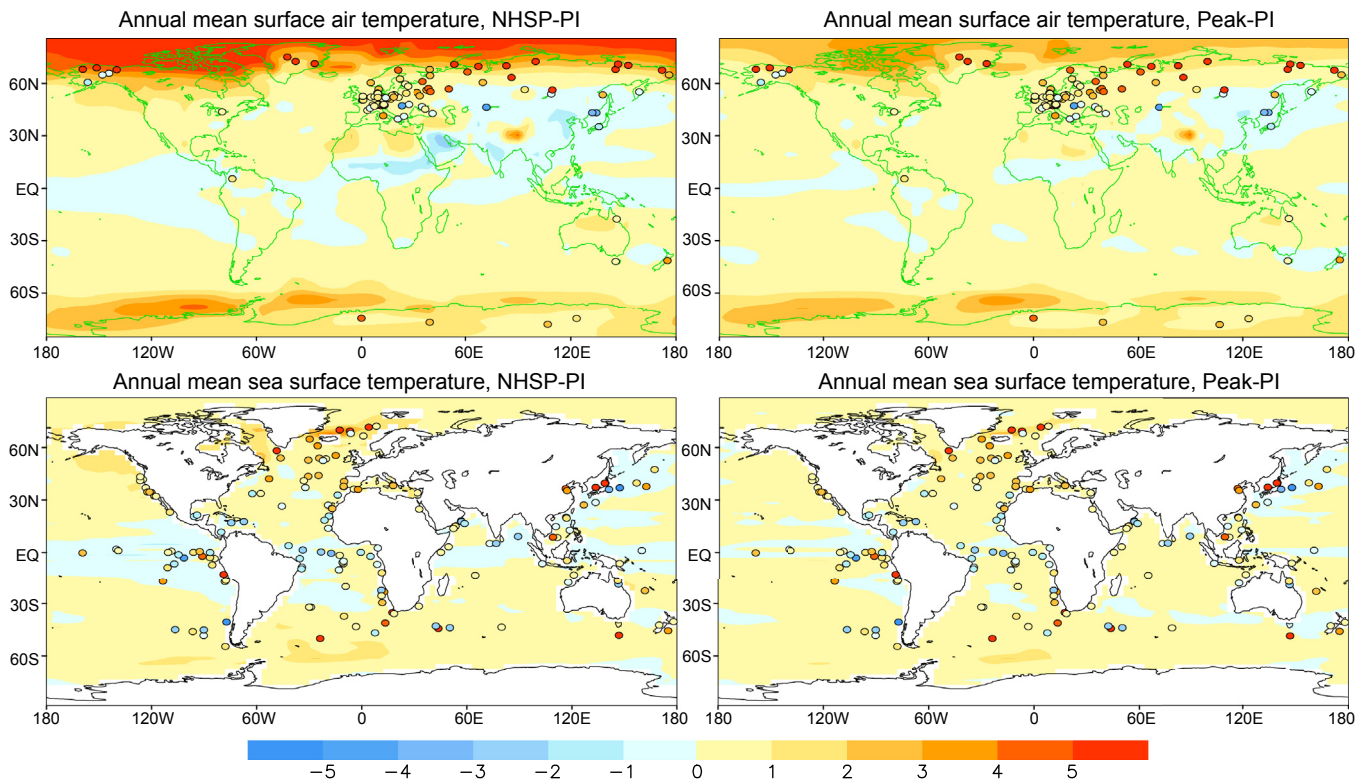 Annual mean surface air temperature, NHSP-PI
Annual mean surface air temperature, Peak-PI
60N
30N
EQ
30S
60S
180 120W 60W 0 60E 120E 180
60N
30N
EQ
30S
60S
180 120W 60W 0 60E 120E 180
Annual mean sea surface temperature, NHSP-PI
Annual mean sea surface temperature, Peak-PI
60N
30N
EQ
30S
60S
180 120W 60W 0 60E 120E 180
60N
30N
EQ
30S
60S
180 120W 60W 0 60E 120E 180
−5 −4 −3 −2 −1 0 1 2 3 4 5